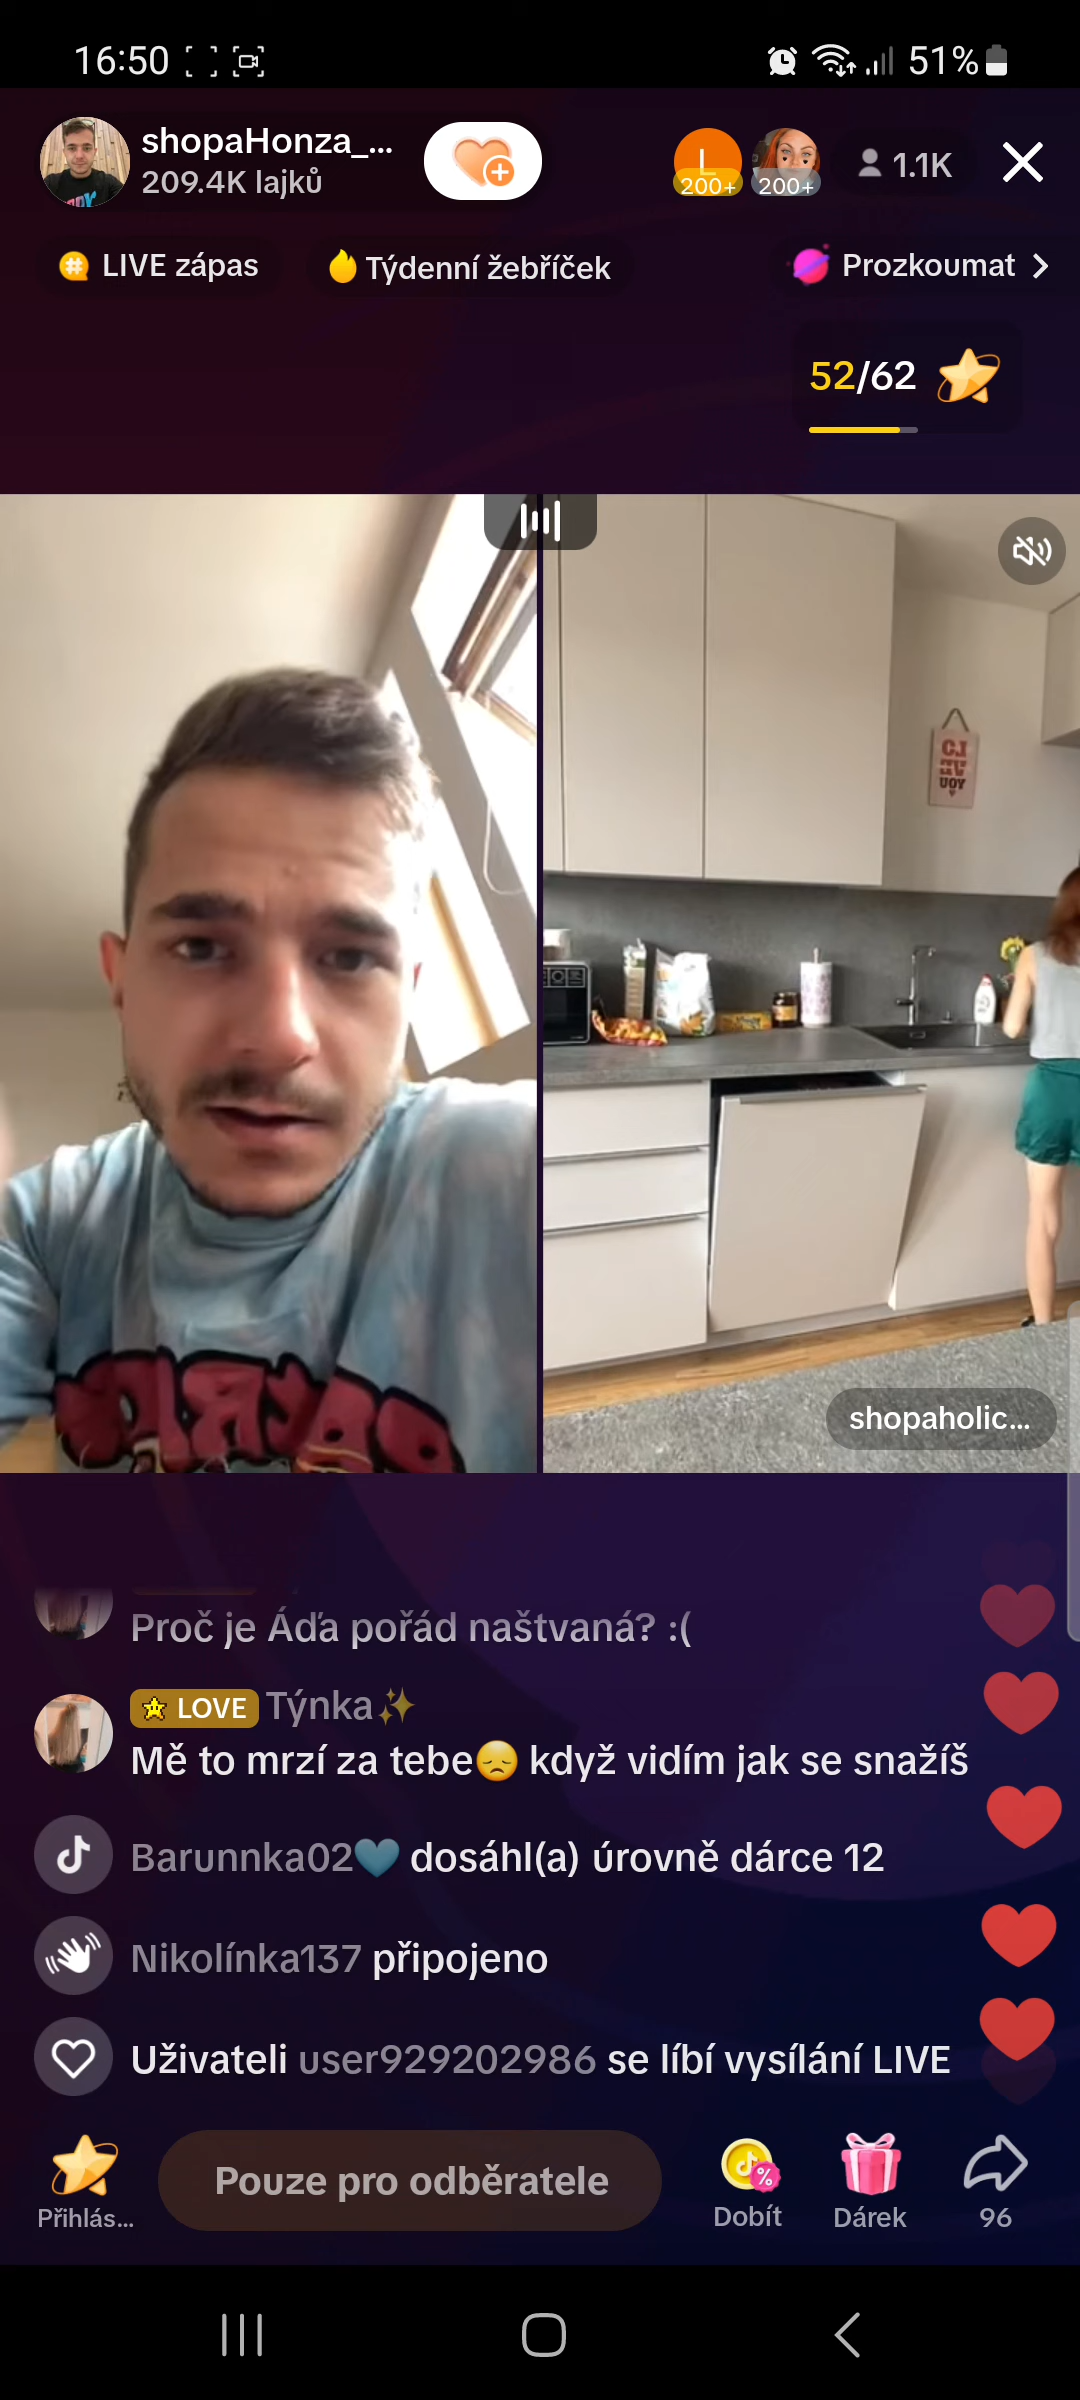 16:50
51%
shopaHonza_...
209.4K lajků
L
200+
200+
1.1K
LIVE zápas
Týdenní žebříček
Prozkoumat
52/62
shopaholic...
Proč je Áďa pořád naštvaná? :(
LOVE Týnka✨
Mě to mrzí za tebe😞 když vidím jak se snažíš
Barunnka02🩵 dosáhl(a) úrovně dárce 12
Nikolínka137 připojeno
Uživateli user929202986 se líbí vysílání LIVE
Přihlás...
Pouze pro odběratele
Dobít
Dárek
96